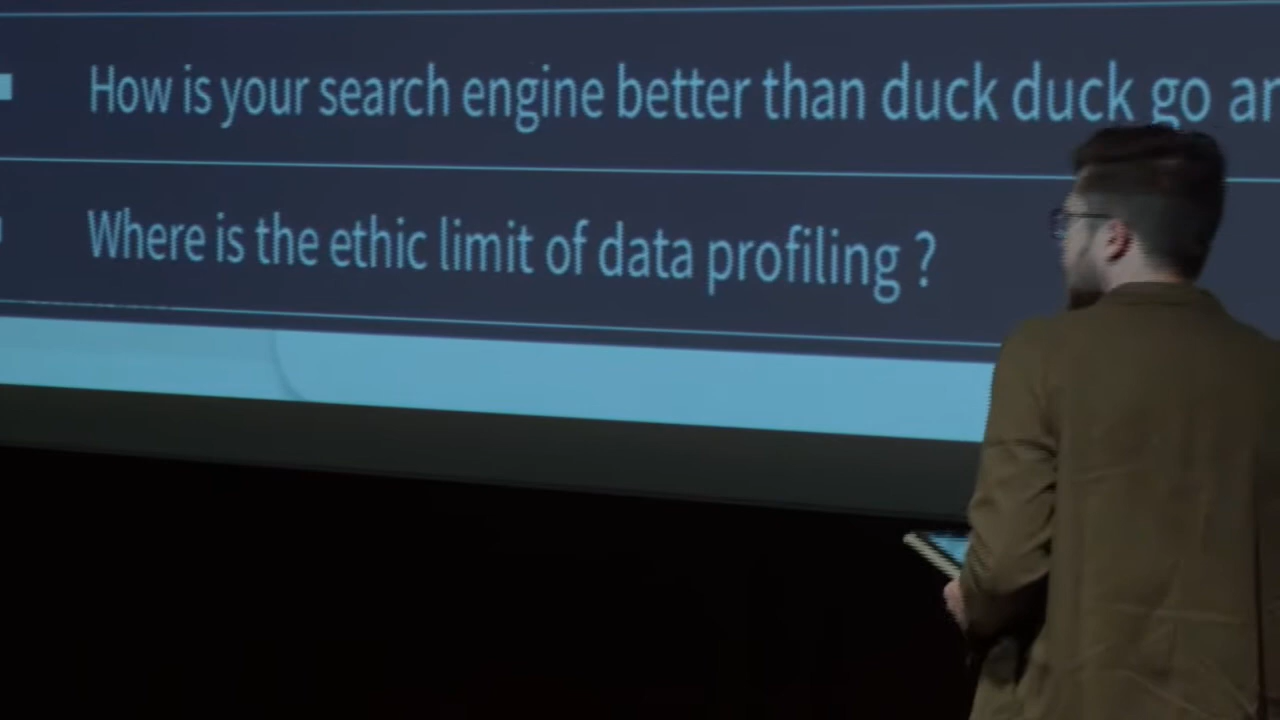 How is your search engine better than duck duck go
Where is the ethic limit of data profiling ?